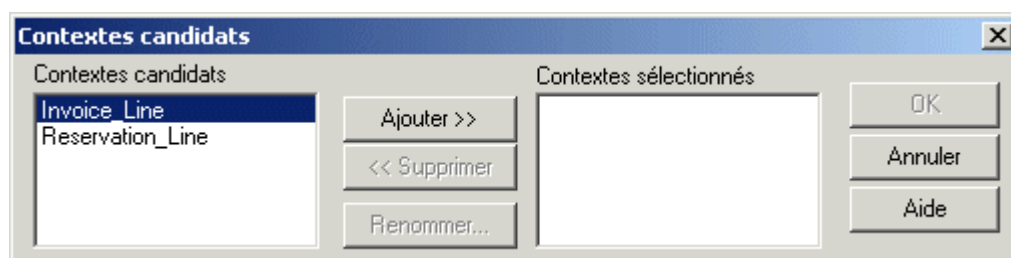 Contextes candidats
Contextes candidats
Invoice_Line
Reservation_Line
Ajouter >>
<< Supprimer
Renommer...
Contextes sélectionnés
OK
Annuler
Aide